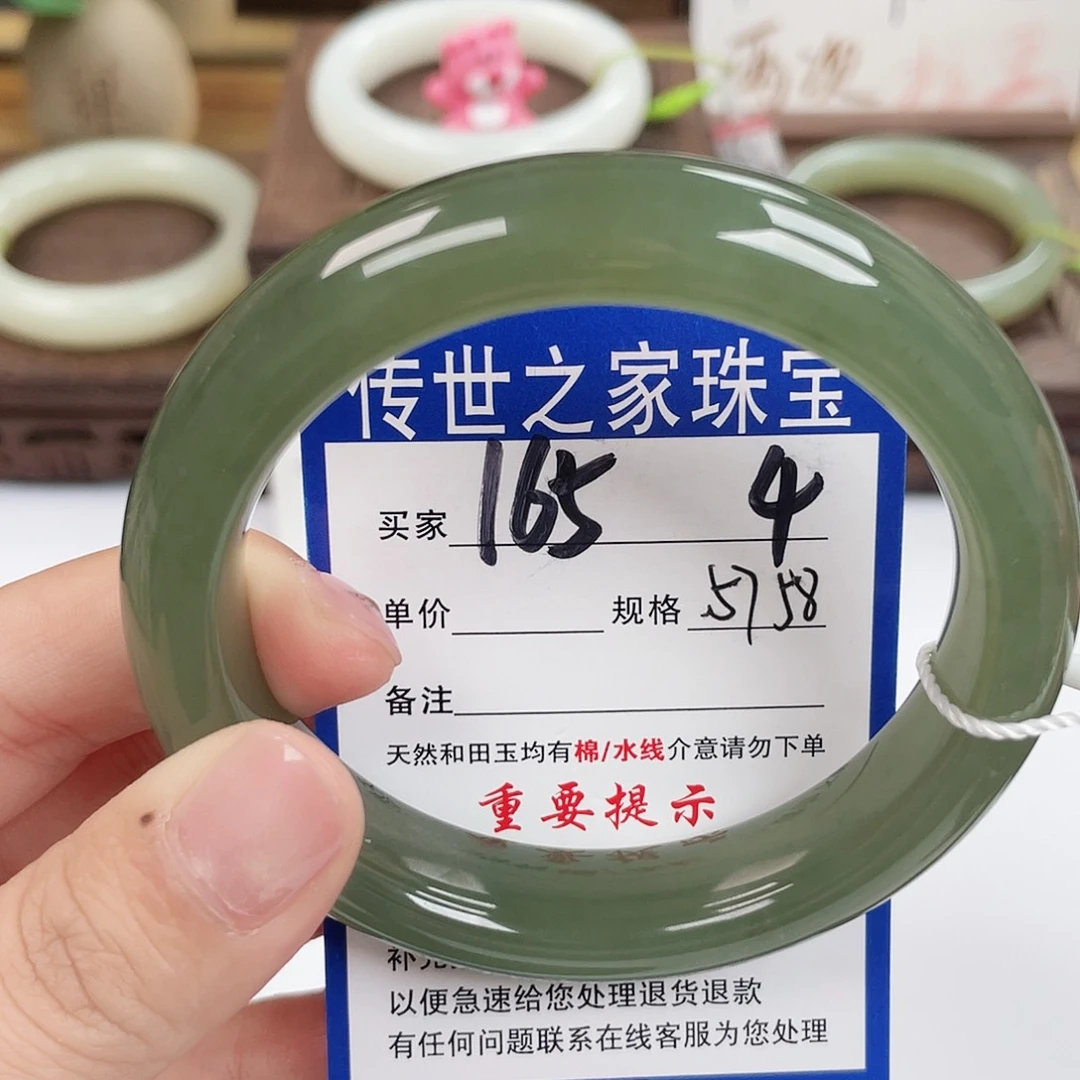 传世之家珠宝
买家 165 4
单价 规格 5758
备注
天然和田玉均有棉/水线介意请勿下单
重要提示
以便急速给您处理退货退款
有任何问题联系在线客服为您处理